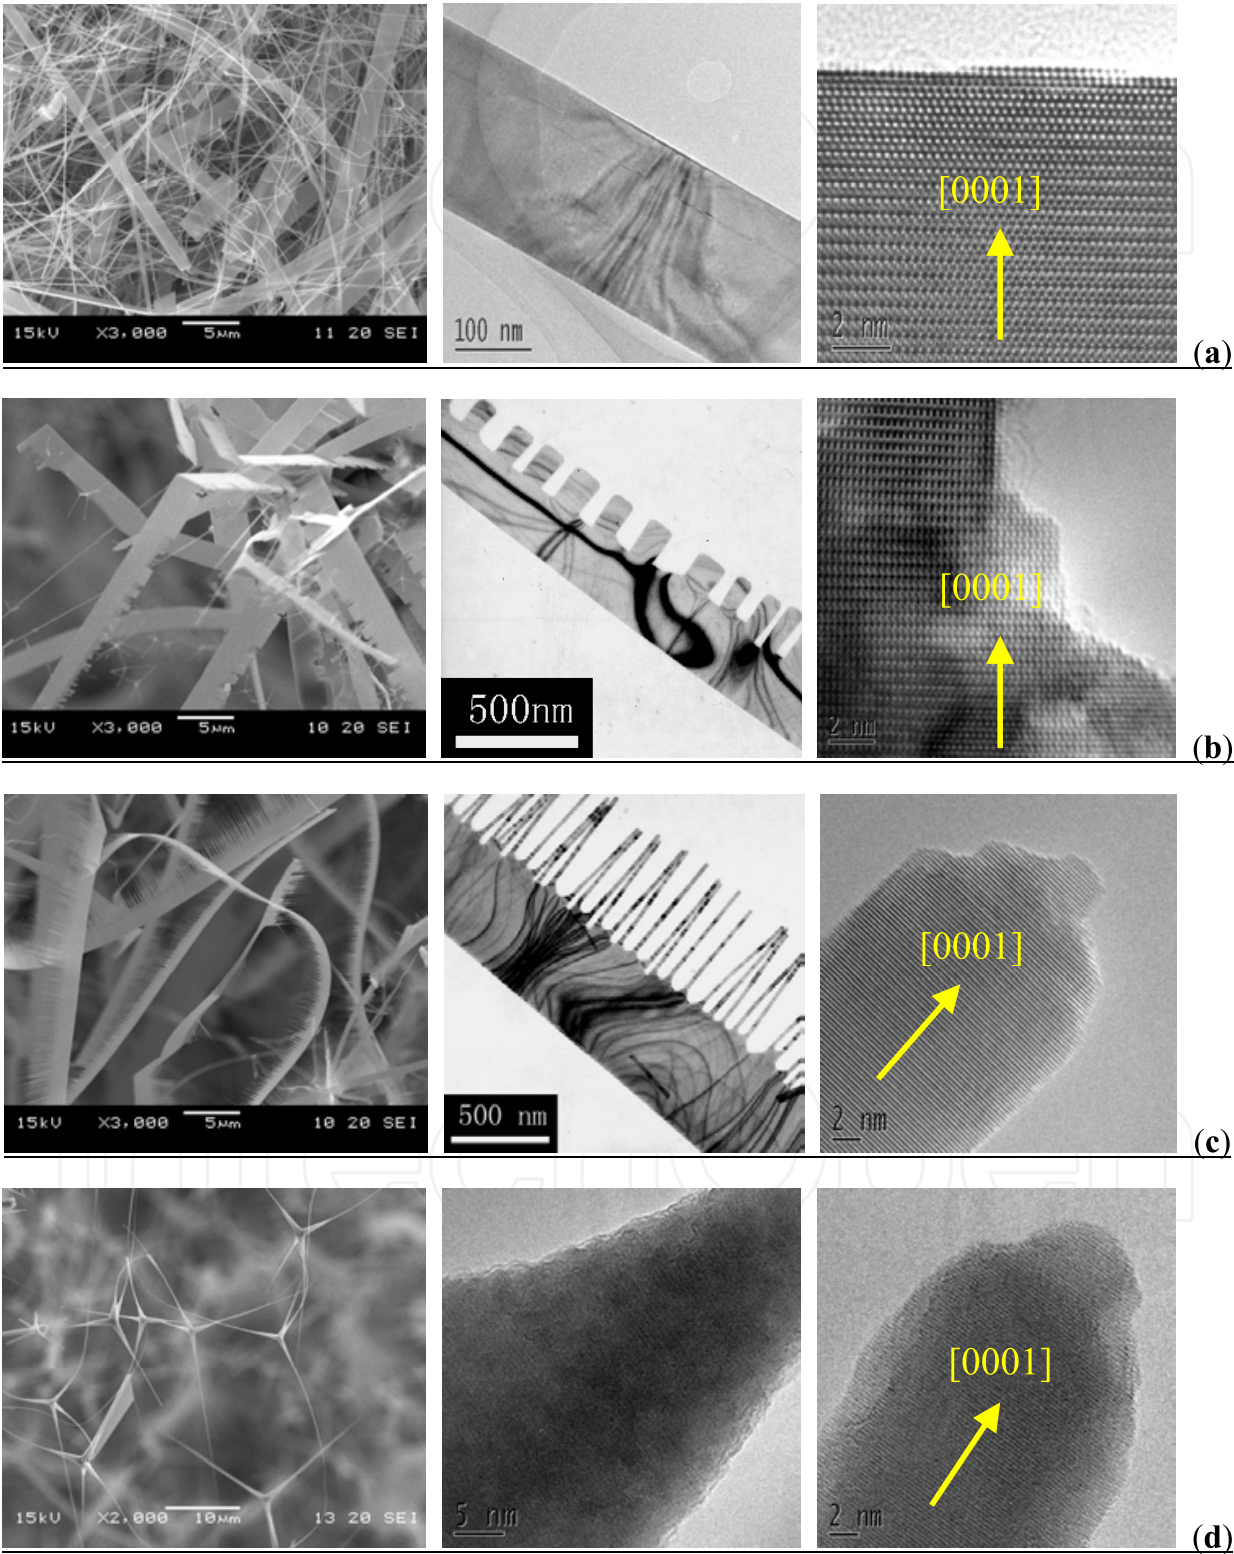 15kV X3,000 5μm 11 20 SEI
100 nm
[0001]
2 nm
(a)
15kV X3,000 5μm 10 20 SEI
500nm
[0001]
2 nm
(b)
15kV X3,000 5μm 10 20 SEI
500 nm
[0001]
2 nm
(c)
15kV X2,000 10μm 13 20 SEI
5 nm
[0001]
2 nm
(d)